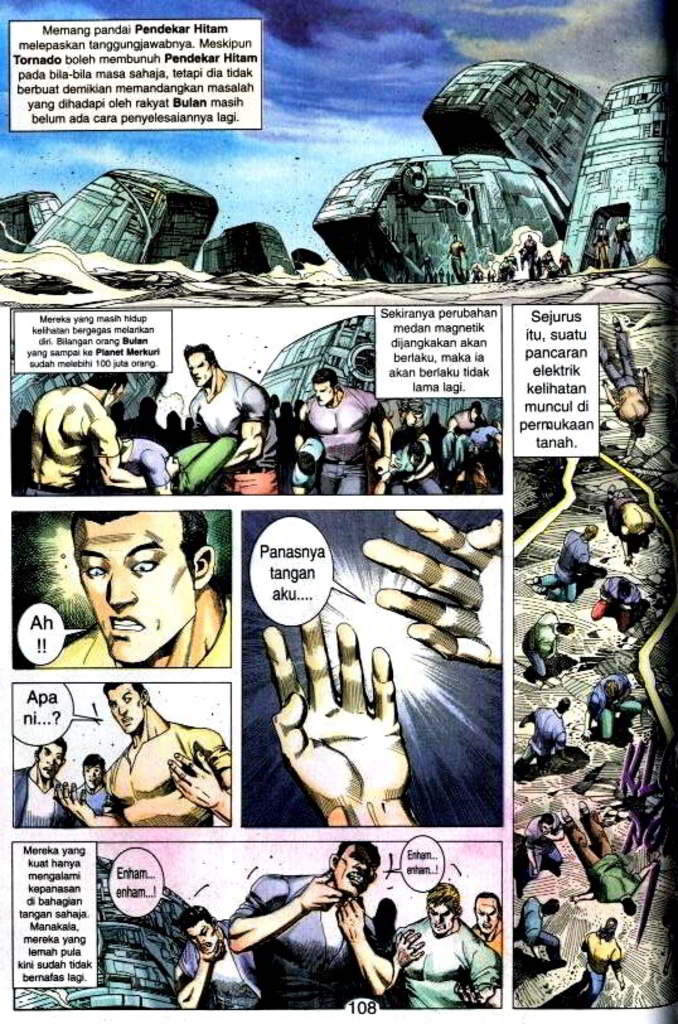 Memang pandai Pendekar Hitam
melepaskan tanggungjawabnya. Meskipun
Tornado boleh membunuh Pendekar Hitam
pada bila-bila masa sahaja, tetapi dia tidak
berbuat demikian memandangkan masalah
yang dihadapi oleh rakyat Bulan masih
belum ada cara penyelesaiannya lagi.
Mereka yang masih hidup
kelihatan bergegas melarikan
diri. Bilangan orang Bulan
yang sampai ke Planet Merkuri
sudah melebihi 100 juta orang.
Sekiranya perubahan
medan magnetik
dijangkakan akan
berlaku, maka ia
akan berlaku tidak
lama lagi.
Sejurus
itu, suatu
pancaran
elektrik
kelihatan
muncul di
permukaan
tanah.
Ah
!!
Panasnya
tangan
aku....
Apa
ni...?
Mereka yang
kuat hanya
mengalami
kepanasan
di bahagian
tangan sahaja.
Manakala,
mereka yang
lemah pula
kini sudah tidak
bernafas lagi.
Enham...
enham...!
Enham...
enham...!
108